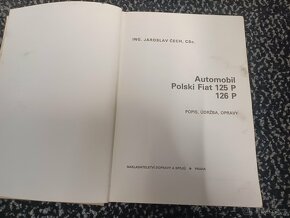 ING. JAROSLAV ČECH, CSc.
Automobil
Polski Fiat 125 P
126 P
POPIS, ÚDRŽBA, OPRAVY
NAKLADATELSTVÍ DOPRAVY A SPOJŮ PRAHA